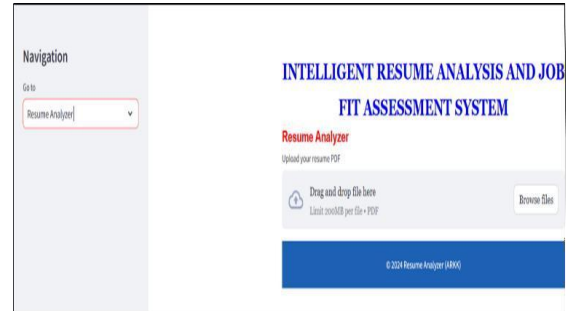 Navigation
Go to
Resume Analyzer
INTELLIGENT RESUME ANALYSIS AND JOB
FIT ASSESSMENT SYSTEM
Resume Analyzer
Upload your resume PDF
Drag and drop file here
Limit 200MB per file • PDF
Browse files
© 2024 Resume Analyzer (ARKK)